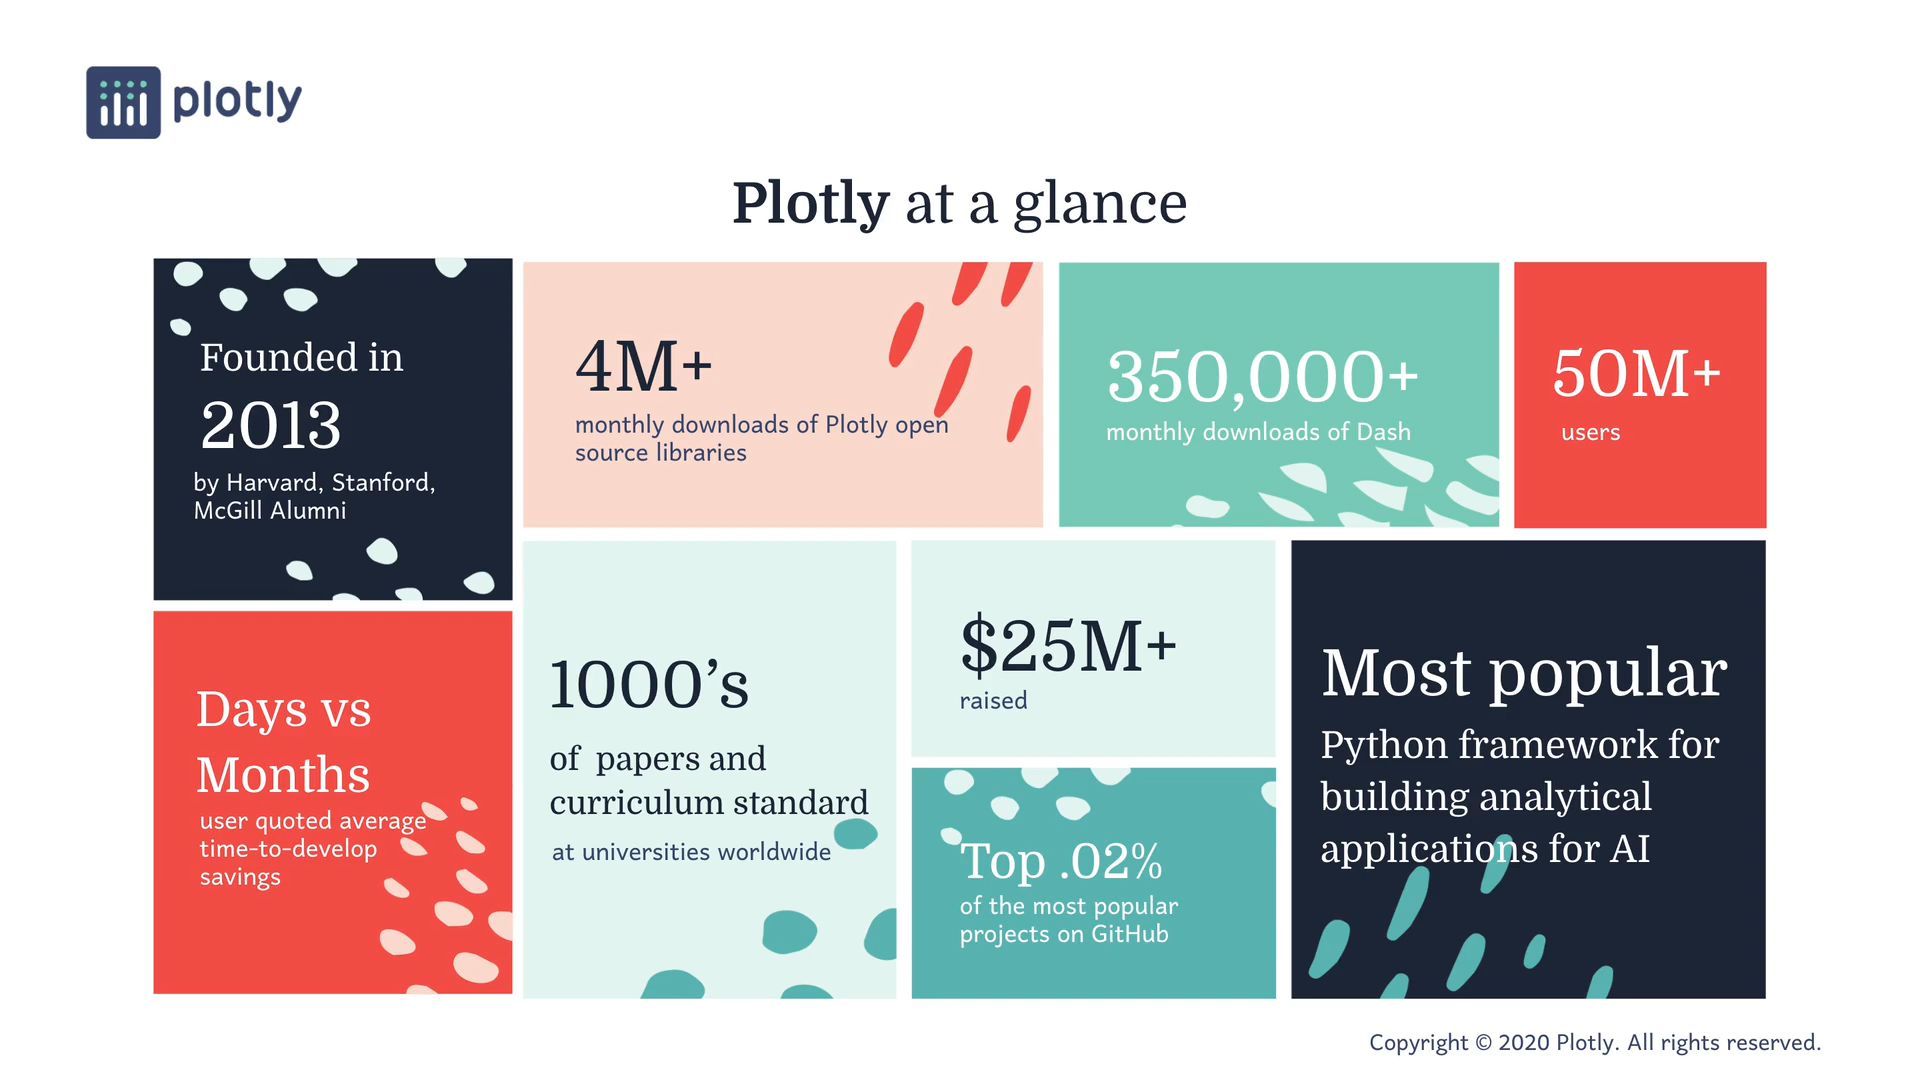 plotly
Plotly at a glance
Founded in
2013
by Harvard, Stanford,
McGill Alumni
4M+
monthly downloads of Plotly open
source libraries
350,000+
monthly downloads of Dash
50M+
users
Days vs
Months
user quoted average
time-to-develop
savings
1000’s
of papers and
curriculum standard
at universities worldwide
$25M+
raised
Top .02%
of the most popular
projects on GitHub
Most popular
Python framework for
building analytical
applications for AI
Copyright © 2020 Plotly. All rights reserved.